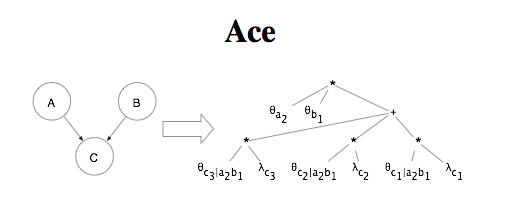 Ace
*
A B θa2 θb1 +
* * *
C
θc3|a2b1 λc3 θc2|a2b1 λc2 θc1|a2b1 λc1